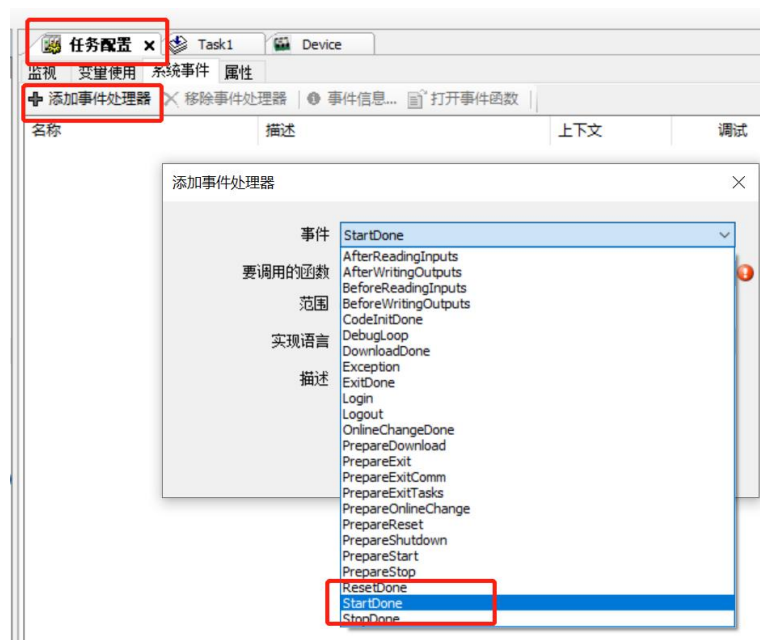 任务配置 Task1 Device
监视 变量使用 系统事件 属性
添加事件处理器 移除事件处理器 事件信息... 打开事件函数
名称 描述 上下文 调试
添加事件处理器
事件 StartDone
要调用的函数
范围
实现语言
描述
AfterReadingInputs
AfterWritingOutputs
BeforeReadingInputs
BeforeWritingOutputs
CodeInitDone
DebugLoop
DownloadDone
Exception
ExitDone
Login
Logout
OnlineChangeDone
PrepareDownload
PrepareExit
PrepareExitComm
PrepareExitTasks
PrepareOnlineChange
PrepareReset
PrepareShutdown
PrepareStart
PrepareStop
ResetDone
StartDone
StopDone